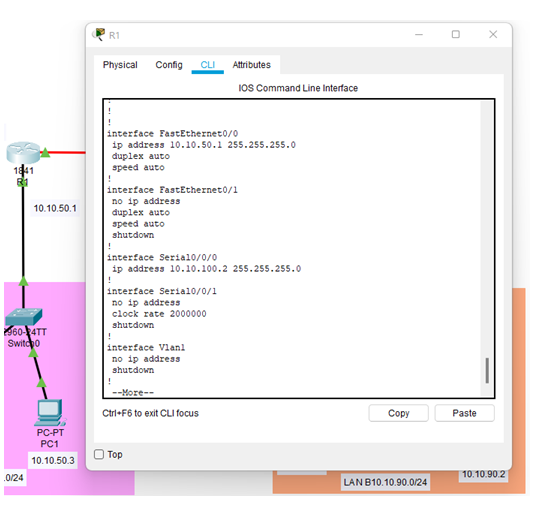 R1
Physical Config CLI Attributes
IOS Command Line Interface
!
!
!
interface FastEthernet0/0
ip address 10.10.50.1 255.255.255.0
duplex auto
speed auto
!
interface FastEthernet0/1
no ip address
duplex auto
speed auto
shutdown
!
interface Serial0/0/0
ip address 10.10.100.2 255.255.255.0
!
interface Serial0/0/1
no ip address
clock rate 2000000
shutdown
!
interface Vlan1
no ip address
shutdown
!
--More--
Ctrl+F6 to exit CLI focus
Copy Paste
Top
1841
R1
10.10.50.1
2960-24TT
Switch0
PC-PT
PC1
10.10.50.3
.0/24
LAN B10.10.90.0/24
10.10.90.2